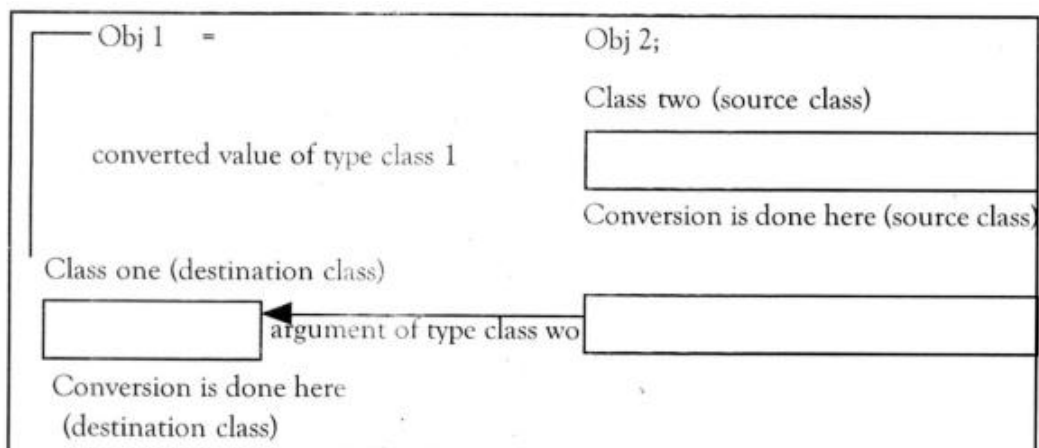 Obj 1 = Obj 2;
Class two (source class)
converted value of type class 1
Conversion is done here (source class)
Class one (destination class)
argument of type class wo
Conversion is done here
(destination class)